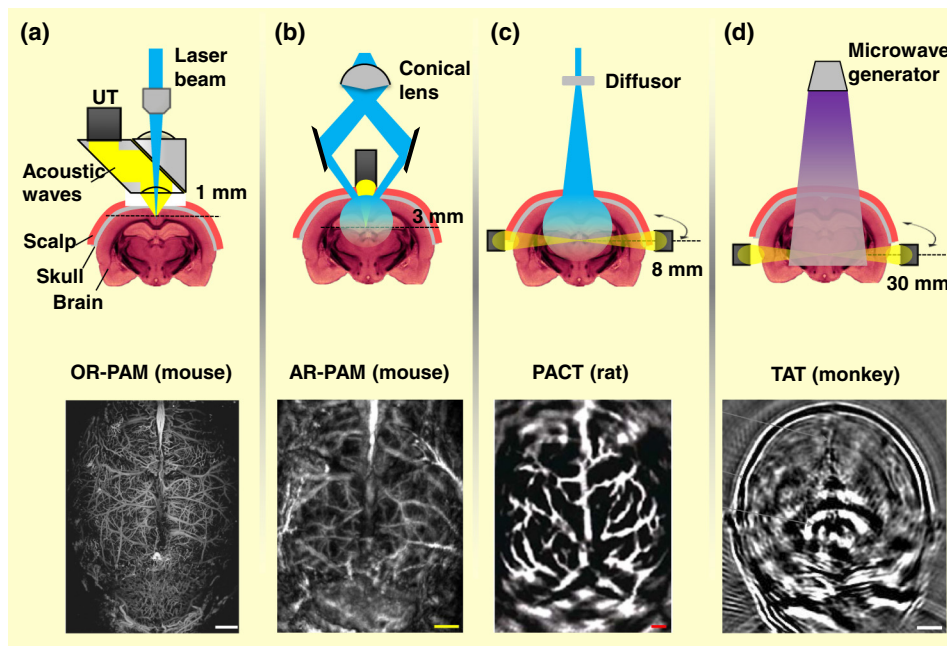 (a)
Laser
beam
UT
Acoustic
waves
1 mm
Scalp
Skull
Brain
OR-PAM (mouse)
(b)
Conical
lens
3 mm
AR-PAM (mouse)
(c)
Diffusor
8 mm
PACT (rat)
(d)
Microwave
generator
30 mm
TAT (monkey)